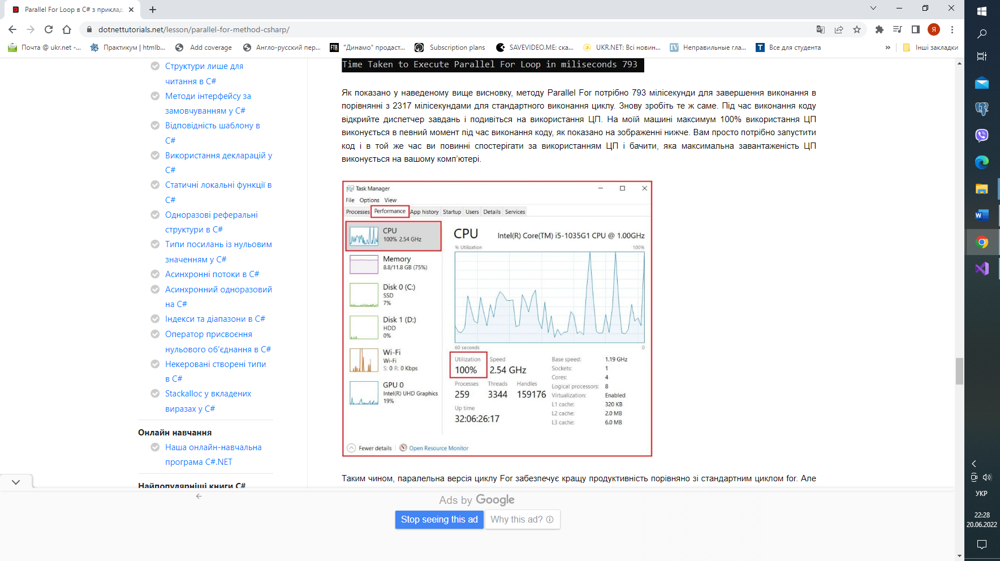 Parallel For Loop в C# з приклад
dotnettutorials.net/lesson/parallel-for-method-csharp/
Я
Почта @ ukr.net -...
Практикум | htmlb...
Add coverage
Англо-русский пер...
"Динамо" продаст...
Subscription plans
SAVEVIDEO.ME: ска...
UKR.NET: Всі новин...
Неправильные гла...
Все для студента
»
Інші закладки
Структури лише для
читання в C#
Методи інтерфейсу за
замовчуванням у C#
Відповідність шаблону в
C#
Використання декларацій у
C#
Статичні локальні функції в
C#
Одноразові реферальні
структури в C#
Типи посилань із нульовим
значенням у C#
Асинхронні потоки в C#
Асинхронний одноразовий
на C#
Індекси та діапазони в C#
Оператор присвоєння
нульового об'єднання в C#
Некеровані створені типи
в C#
Stackalloc у вкладених
виразах у C#
Онлайн навчання
Наша онлайн-навчальна
програма C#.NET
Найпопулярніші книги C#
Time Taken to Execute Parallel For Loop in miliseconds 793
Як показано у наведеному вище висновку, методу Parallel For потрібно 793 мілісекунди для завершення виконання в
порівнянні з 2317 мілісекундами для стандартного виконання циклу. Знову зробіть те ж саме. Під час виконання коду
відкрийте диспетчер завдань і подивіться на використання ЦП. На моїй машині максимум 100% використання ЦП
виконується в певний момент під час виконання коду, як показано на зображенні нижче. Вам просто потрібно запустити
код і в той же час ви повинні спостерігати за використанням ЦП і бачити, яка максимальна завантаженість ЦП
виконується на вашому комп'ютері.
Task Manager
File Options View
Processes Performance App history Startup Users Details Services
CPU
100% 2.54 GHz
Memory
8.8/11.8 GB (75%)
Disk 0 (C:)
SSD
7%
Disk 1 (D:)
HDD
0%
Wi-Fi
Wi-Fi
S: 0 R: 0 Kbps
GPU 0
Intel(R) UHD Graphics
19%
CPU Intel(R) Core(TM) i5-1035G1 CPU @ 1.00GHz
% Utilization 100%
60 seconds 0
Utilization Speed
100% 2.54 GHz
Processes Threads Handles
259 3344 159176
Up time
32:06:26:17
Base speed: 1.19 GHz
Sockets: 1
Cores: 4
Logical processors: 8
Virtualization: Enabled
L1 cache: 320 KB
L2 cache: 2.0 MB
L3 cache: 6.0 MB
Fewer details Open Resource Monitor
Таким чином, паралельна версія циклу For забезпечує кращу продуктивність порівняно зі стандартним циклом for. Але
Ads by Google
Stop seeing this ad
Why this ad?
УКР
22:28
20.06.2022